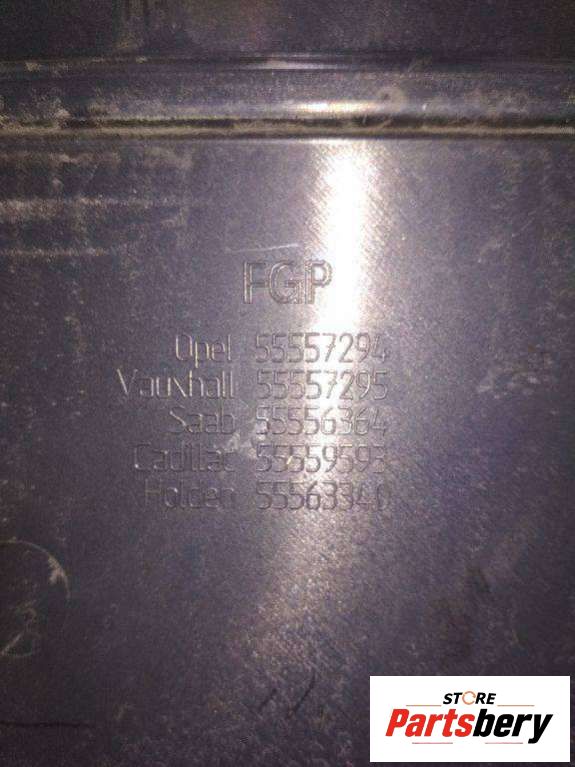 FGP
Opel 55557294
Vauxhall 55557295
Saab 55556364
Cadillac 55559593
Holden 55563340
STORE
Partsbery